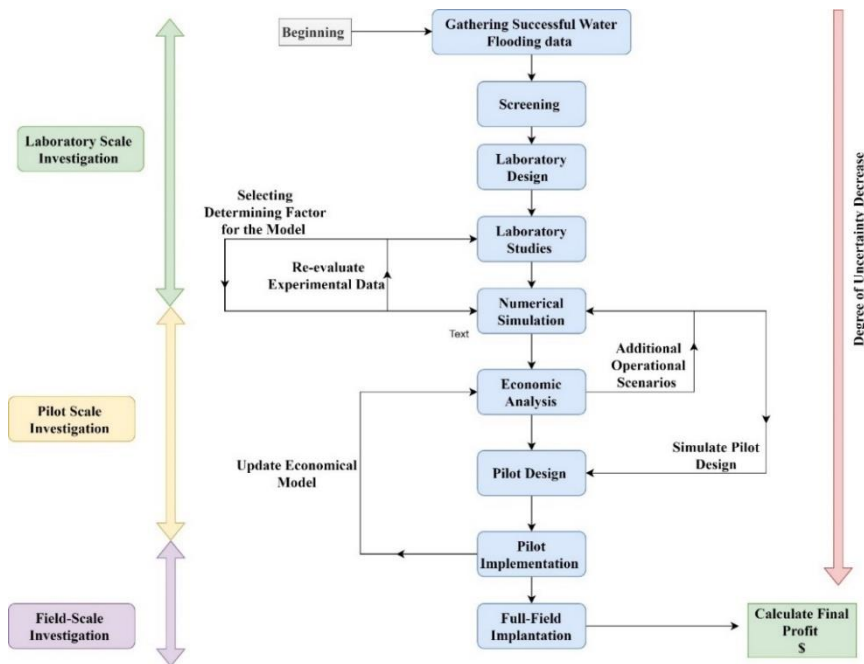 Beginning
Gathering Successful Water
Flooding data
Screening
Laboratory Scale
Investigation
Laboratory
Design
Selecting
Determining Factor
for the Model
Laboratory
Studies
Re-evaluate
Experimental Data
Numerical
Simulation
Text
Additional
Operational
Scenarios
Economic
Analysis
Pilot Scale
Investigation
Update Economical
Model
Pilot Design
Simulate Pilot
Design
Pilot
Implementation
Field-Scale
Investigation
Full-Field
Implantation
Calculate Final
Profit
$
Degree of Uncertainty Decrease